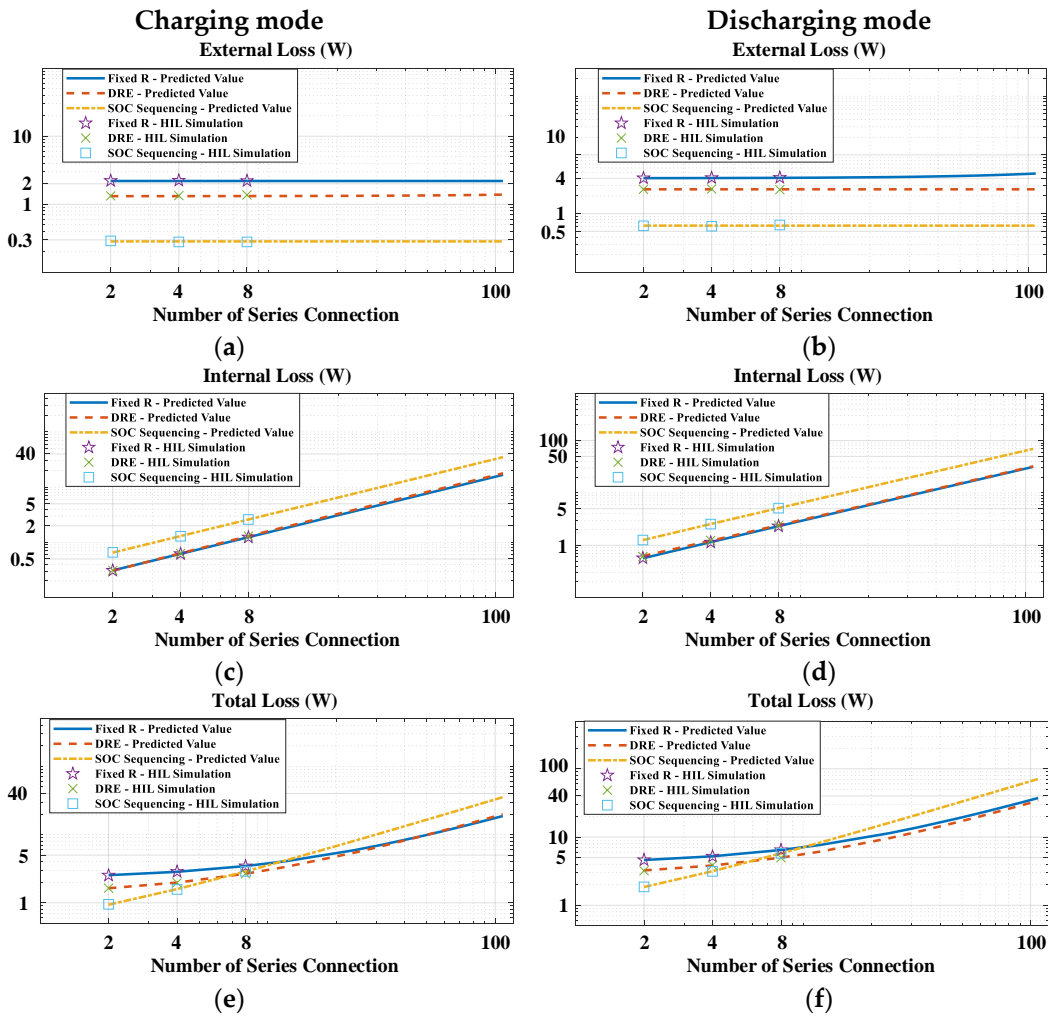 Charging mode
Discharging mode
External Loss (W)
Fixed R - Predicted Value
DRE - Predicted Value
SOC Sequencing - Predicted Value
Fixed R - HIL Simulation
DRE - HIL Simulation
SOC Sequencing - HIL Simulation
10
2
1
0.3
2
4
8
100
Number of Series Connection
(a)
External Loss (W)
Fixed R - Predicted Value
DRE - Predicted Value
SOC Sequencing - Predicted Value
Fixed R - HIL Simulation
DRE - HIL Simulation
SOC Sequencing - HIL Simulation
10
4
1
0.5
2
4
8
100
Number of Series Connection
(b)
Internal Loss (W)
Fixed R - Predicted Value
DRE - Predicted Value
SOC Sequencing - Predicted Value
Fixed R - HIL Simulation
DRE - HIL Simulation
SOC Sequencing - HIL Simulation
40
5
2
0.5
2
4
8
100
Number of Series Connection
(c)
Internal Loss (W)
Fixed R - Predicted Value
DRE - Predicted Value
SOC Sequencing - Predicted Value
Fixed R - HIL Simulation
DRE - HIL Simulation
SOC Sequencing - HIL Simulation
100
50
5
1
2
4
8
100
Number of Series Connection
(d)
Total Loss (W)
Fixed R - Predicted Value
DRE - Predicted Value
SOC Sequencing - Predicted Value
Fixed R - HIL Simulation
DRE - HIL Simulation
SOC Sequencing - HIL Simulation
40
5
1
2
4
8
100
Number of Series Connection
(e)
Total Loss (W)
Fixed R - Predicted Value
DRE - Predicted Value
SOC Sequencing - Predicted Value
Fixed R - HIL Simulation
DRE - HIL Simulation
SOC Sequencing - HIL Simulation
100
40
10
5
1
2
4
8
100
Number of Series Connection
(f)